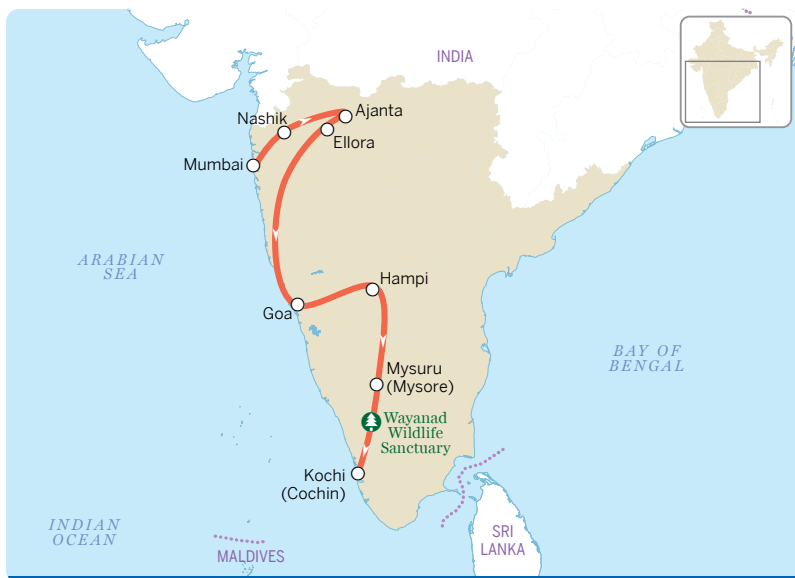 INDIA
Ajanta
Nashik
Ellora
Mumbai
ARABIAN
SEA
Hampi
Goa
BAY OF
BENGAL
Mysuru
(Mysore)
Wayanad
Wildlife
Sanctuary
Kochi
(Cochin)
INDIAN
OCEAN
SRI
LANKA
MALDIVES